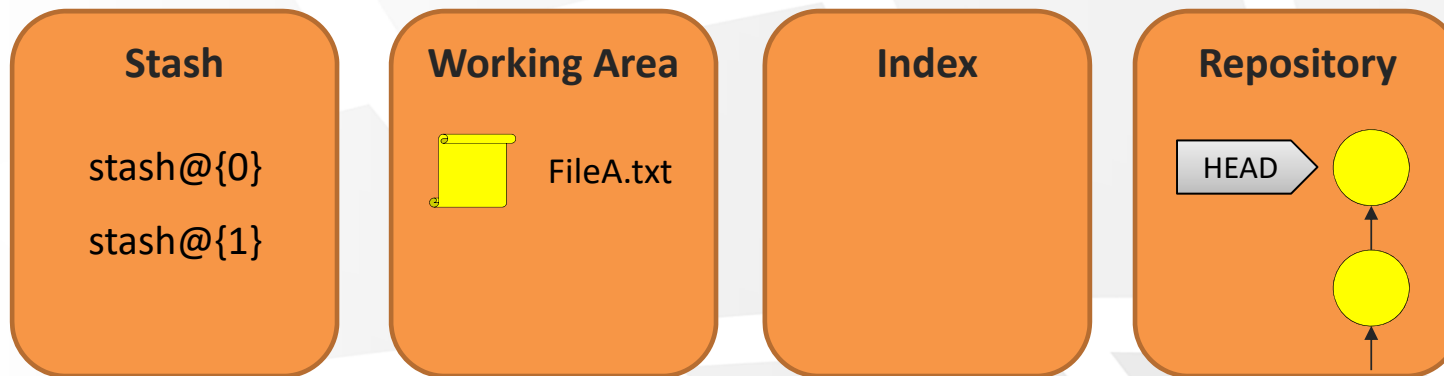 Stash
stash@{0}
stash@{1}
Working Area
FileA.txt
Index
Repository
HEAD